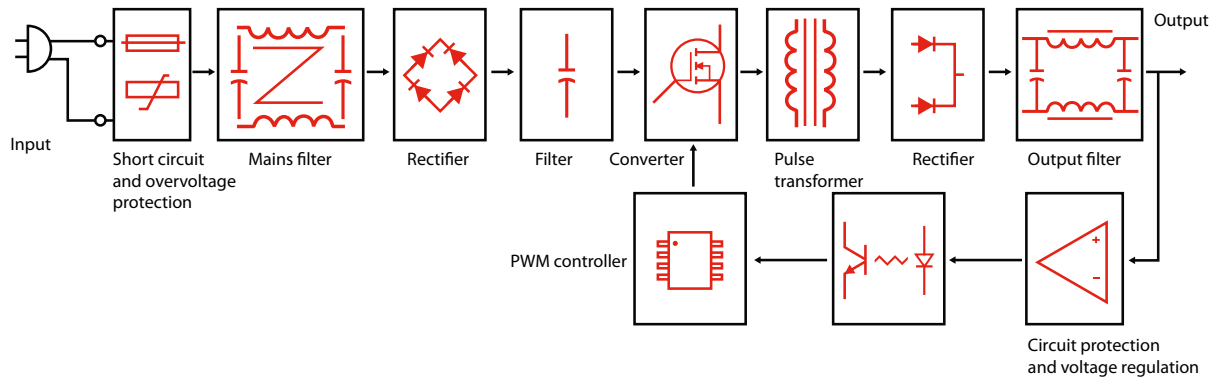 Output
Input
Short circuit
and overvoltage
protection
Mains filter
Rectifier
Filter
Converter
Pulse
transformer
Rectifier
Output filter
PWM controller
+
−
Circuit protection
and voltage regulation